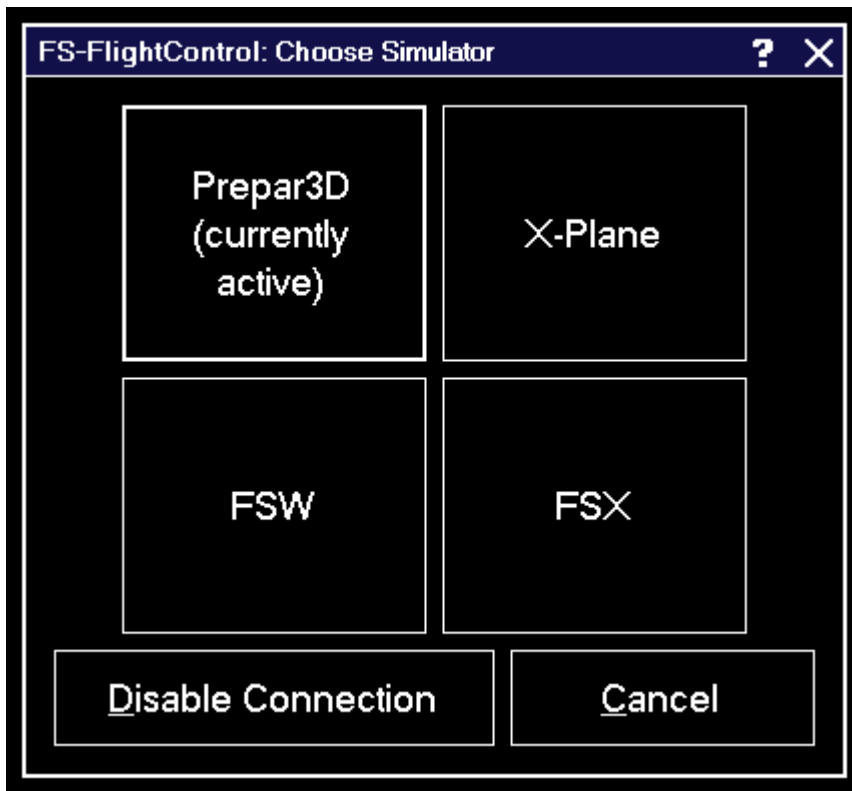 FS-FlightControl: Choose Simulator
Prepar3D
(currently
active)
X-Plane
FSW
FSX
Disable Connection
Cancel